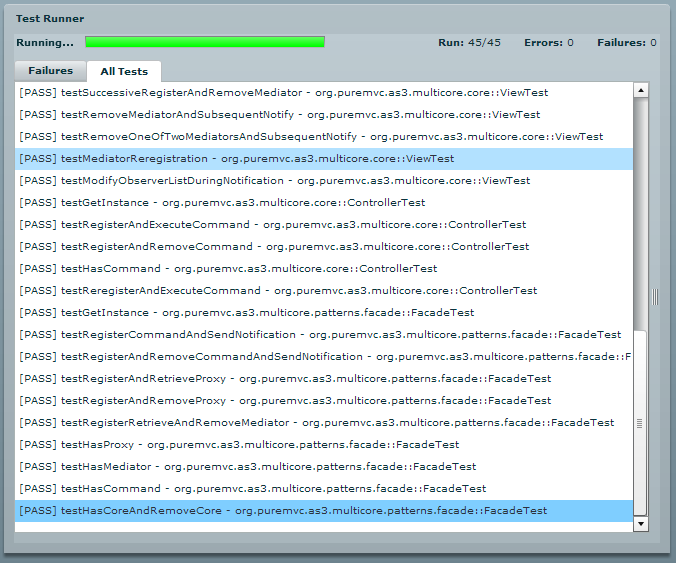 Test Runner
Running... Run: 45/45 Errors: 0 Failures: 0
Failures All Tests
[PASS] testSuccessiveRegisterAndRemoveMediator - org.puremvc.as3.multicore.core::ViewTest
[PASS] testRemoveMediatorAndSubsequentNotify - org.puremvc.as3.multicore.core::ViewTest
[PASS] testRemoveOneOfTwoMediatorsAndSubsequentNotify - org.puremvc.as3.multicore.core::ViewTest
[PASS] testMediatorReregistration - org.puremvc.as3.multicore.core::ViewTest
[PASS] testModifyObserverListDuringNotification - org.puremvc.as3.multicore.core::ViewTest
[PASS] testGetInstance - org.puremvc.as3.multicore.core::ControllerTest
[PASS] testRegisterAndExecuteCommand - org.puremvc.as3.multicore.core::ControllerTest
[PASS] testRegisterAndRemoveCommand - org.puremvc.as3.multicore.core::ControllerTest
[PASS] testHasCommand - org.puremvc.as3.multicore.core::ControllerTest
[PASS] testReregisterAndExecuteCommand - org.puremvc.as3.multicore.core::ControllerTest
[PASS] testGetInstance - org.puremvc.as3.multicore.patterns.facade::FacadeTest
[PASS] testRegisterCommandAndSendNotification - org.puremvc.as3.multicore.patterns.facade::FacadeTest
[PASS] testRegisterAndRemoveCommandAndSendNotification - org.puremvc.as3.multicore.patterns.facade::F
[PASS] testRegisterAndRetrieveProxy - org.puremvc.as3.multicore.patterns.facade::FacadeTest
[PASS] testRegisterAndRemoveProxy - org.puremvc.as3.multicore.patterns.facade::FacadeTest
[PASS] testRegisterRetrieveAndRemoveMediator - org.puremvc.as3.multicore.patterns.facade::FacadeTest
[PASS] testHasProxy - org.puremvc.as3.multicore.patterns.facade::FacadeTest
[PASS] testHasMediator - org.puremvc.as3.multicore.patterns.facade::FacadeTest
[PASS] testHasCommand - org.puremvc.as3.multicore.patterns.facade::FacadeTest
[PASS] testHasCoreAndRemoveCore - org.puremvc.as3.multicore.patterns.facade::FacadeTest